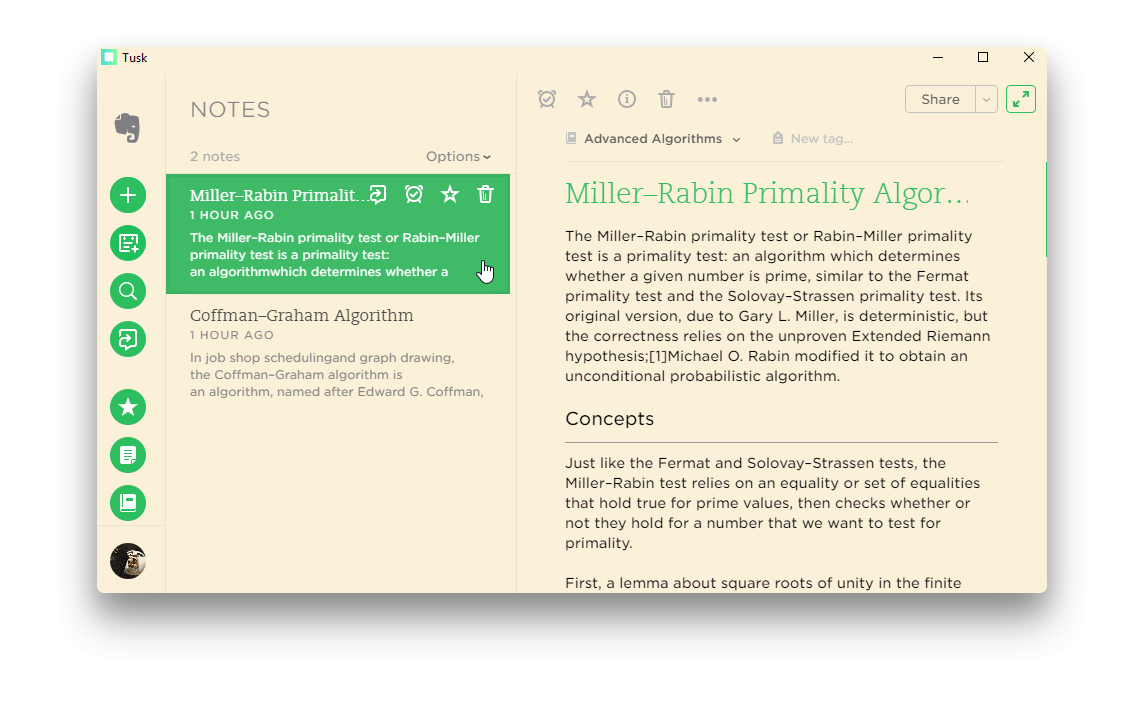 Tusk
NOTES
2 notes
Options
Miller–Rabin Primalit...
1 HOUR AGO
The Miller–Rabin primality test or Rabin–Miller
primality test is a primality test:
an algorithmwhich determines whether a
Coffman–Graham Algorithm
1 HOUR AGO
In job shop schedulingand graph drawing,
the Coffman–Graham algorithm is
an algorithm, named after Edward G. Coffman,
Share
Advanced Algorithms
New tag...
Miller–Rabin Primality Algor...
The Miller–Rabin primality test or Rabin–Miller primality
test is a primality test: an algorithm which determines
whether a given number is prime, similar to the Fermat
primality test and the Solovay–Strassen primality test. Its
original version, due to Gary L. Miller, is deterministic, but
the correctness relies on the unproven Extended Riemann
hypothesis;[1]Michael O. Rabin modified it to obtain an
unconditional probabilistic algorithm.
Concepts
Just like the Fermat and Solovay–Strassen tests, the
Miller–Rabin test relies on an equality or set of equalities
that hold true for prime values, then checks whether or
not they hold for a number that we want to test for
primality.
First, a lemma about square roots of unity in the finite